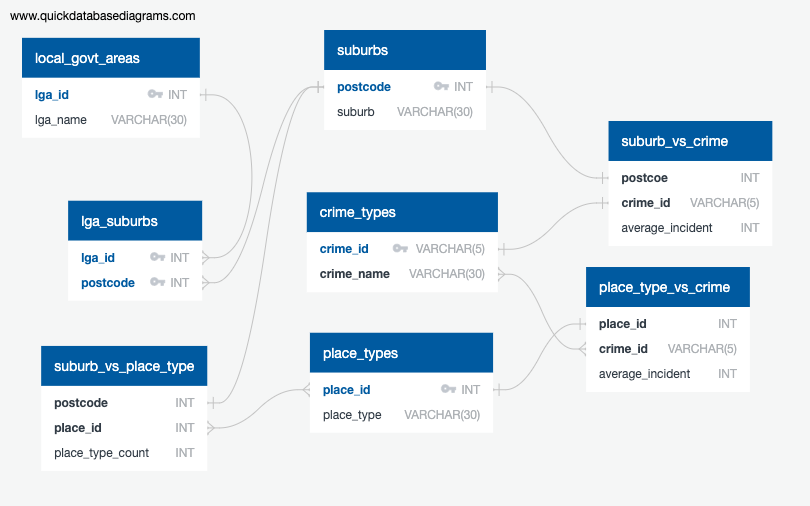 www.quickdatabasediagrams.com
local_govt_areas
lga_id INT
lga_name VARCHAR(30)
suburbs
postcode INT
suburb VARCHAR(30)
suburb_vs_crime
postcoe INT
crime_id VARCHAR(5)
average_incident INT
lga_suburbs
lga_id INT
postcode INT
crime_types
crime_id VARCHAR(5)
crime_name VARCHAR(30)
place_type_vs_crime
place_id INT
crime_id VARCHAR(5)
average_incident INT
suburb_vs_place_type
postcode INT
place_id INT
place_type_count INT
place_types
place_id INT
place_type VARCHAR(30)